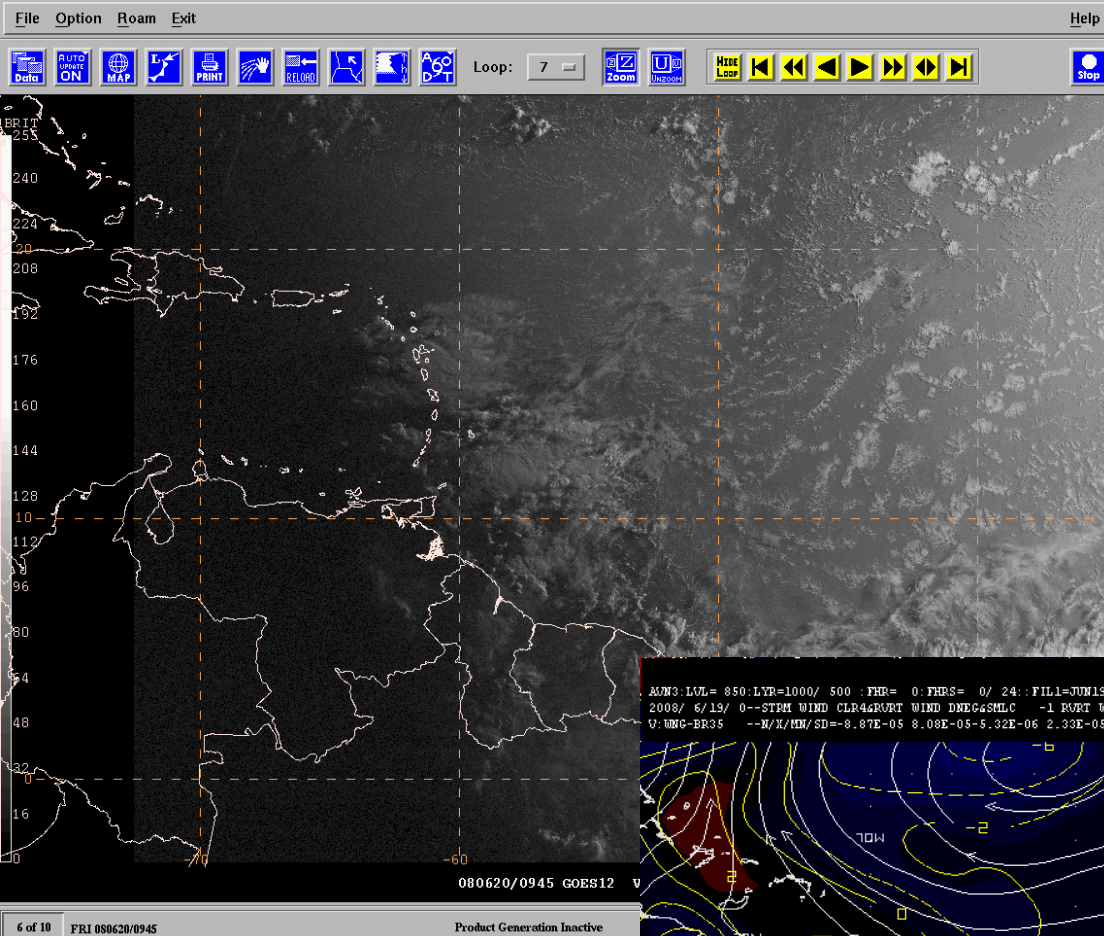 File Option Roam Exit Help
Data AUTO UPDATE ON MAP L PRINT RELOAD h A60 D9T Loop: 7 Z Zoom U UNZOOM WIDE LOOP Stop
BRIT
255
240
224
20
208
192
176
160
144
128
10
112
96
80
64
48
32
0
16
0
-70 -60
080620/0945 GOES12 V
6 of 10 FRI 080620/0945 Product Generation Inactive
AVN3:LVL= 850:LYR=1000/ 500 :FHR= 0:FHRS= 0/ 24::FIL1=JUN19
2008/ 6/19/ 0--STRM WIND CLR4&RVRT WIND DNEG&SMLC -1 RVRT W
V:WNG-BR35 --N/X/MN/SD=-8.87E-05 8.08E-05-5.32E-06 2.33E-05
-6
-2
70W
2
0